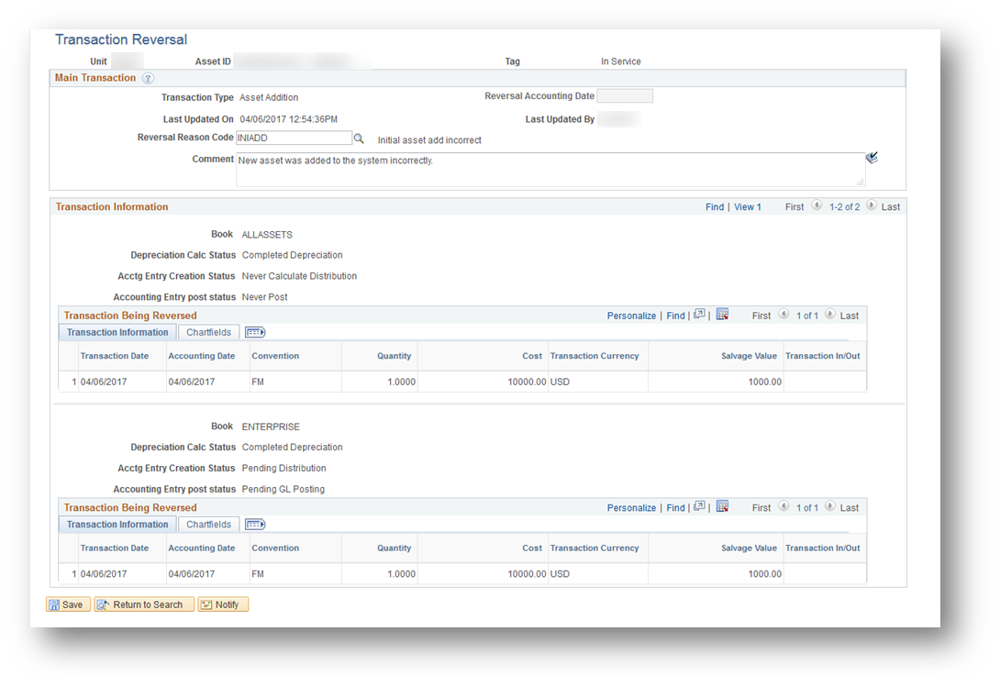 Transaction Reversal
Unit Asset ID Tag In Service
Main Transaction ?
Transaction Type Asset Addition Reversal Accounting Date
Last Updated On 04/06/2017 12:54:36PM Last Updated By
Reversal Reason Code INIADD Initial asset add incorrect
Comment New asset was added to the system incorrectly.
Transaction Information Find | View 1 First 1-2 of 2 Last
Book ALLASSETS
Depreciation Calc Status Completed Depreciation
Acctg Entry Creation Status Never Calculate Distribution
Accounting Entry post status Never Post
Transaction Being Reversed Personalize | Find | | First 1 of 1 Last
Transaction Information Chartfields
Transaction Date Accounting Date Convention Quantity Cost Transaction Currency Salvage Value Transaction In/Out
1 04/06/2017 04/06/2017 FM 1.0000 10000.00 USD 1000.00
Book ENTERPRISE
Depreciation Calc Status Completed Depreciation
Acctg Entry Creation Status Pending Distribution
Accounting Entry post status Pending GL Posting
Transaction Being Reversed Personalize | Find | | First 1 of 1 Last
Transaction Information Chartfields
Transaction Date Accounting Date Convention Quantity Cost Transaction Currency Salvage Value Transaction In/Out
1 04/06/2017 04/06/2017 FM 1.0000 10000.00 USD 1000.00
Save Return to Search Notify